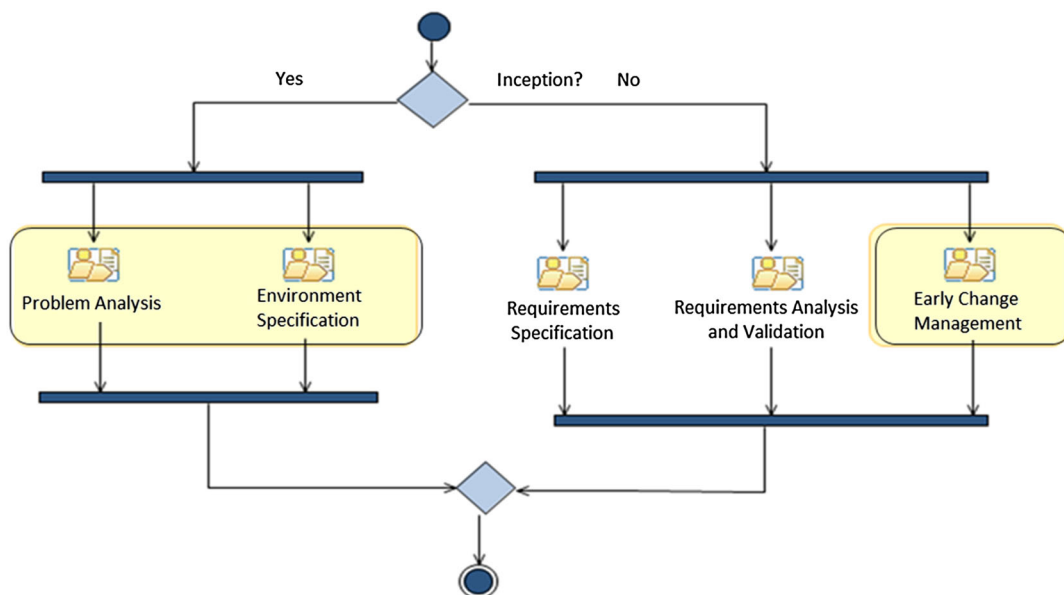 Yes
Inception? No
Problem Analysis
Environment
Specification
Requirements
Specification
Requirements Analysis
and Validation
Early Change
Management